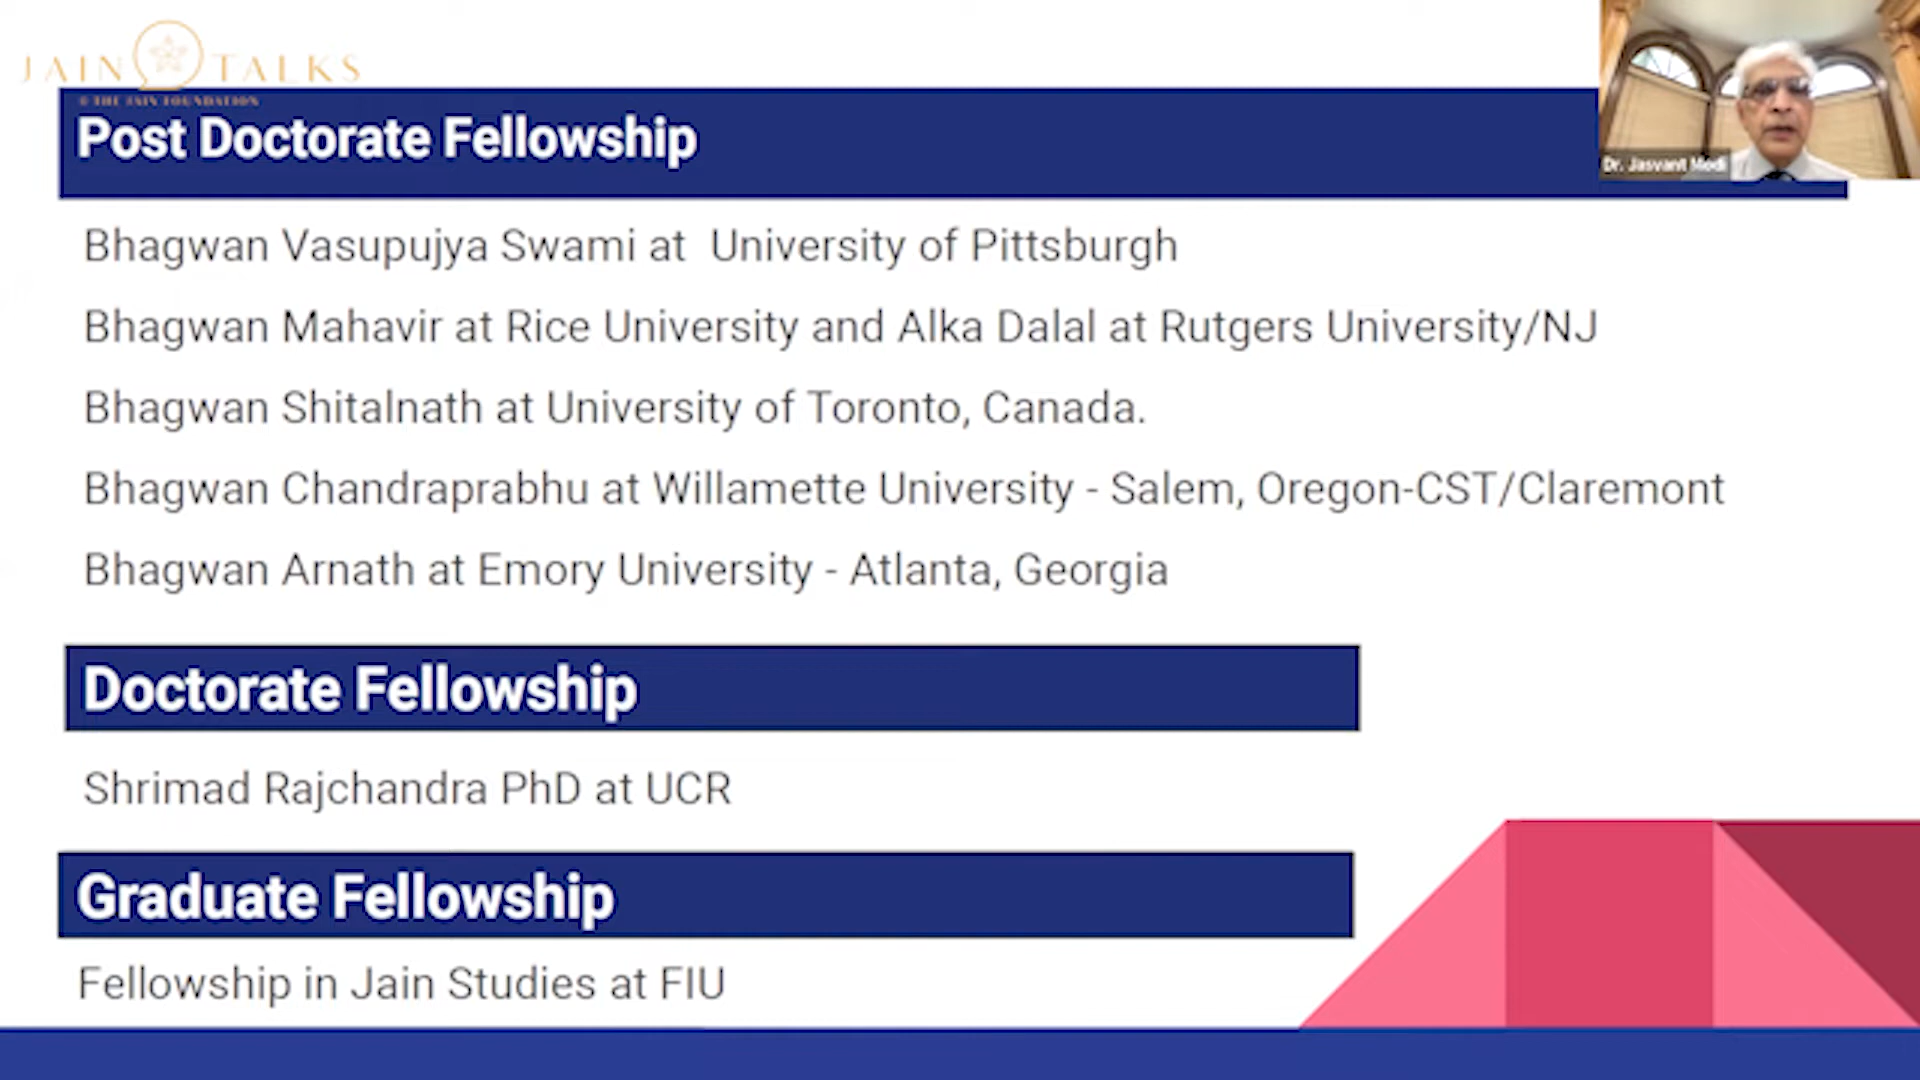 JAIN TALKS
© THE JAIN FOUNDATION
Post Doctorate Fellowship
Dr. Jasvant Modi
Bhagwan Vasupujya Swami at  University of Pittsburgh
Bhagwan Mahavir at Rice University and Alka Dalal at Rutgers University/NJ
Bhagwan Shitalnath at University of Toronto, Canada.
Bhagwan Chandraprabhu at Willamette University - Salem, Oregon-CST/Claremont
Bhagwan Arnath at Emory University - Atlanta, Georgia
Doctorate Fellowship
Shrimad Rajchandra PhD at UCR
Graduate Fellowship
Fellowship in Jain Studies at FIU